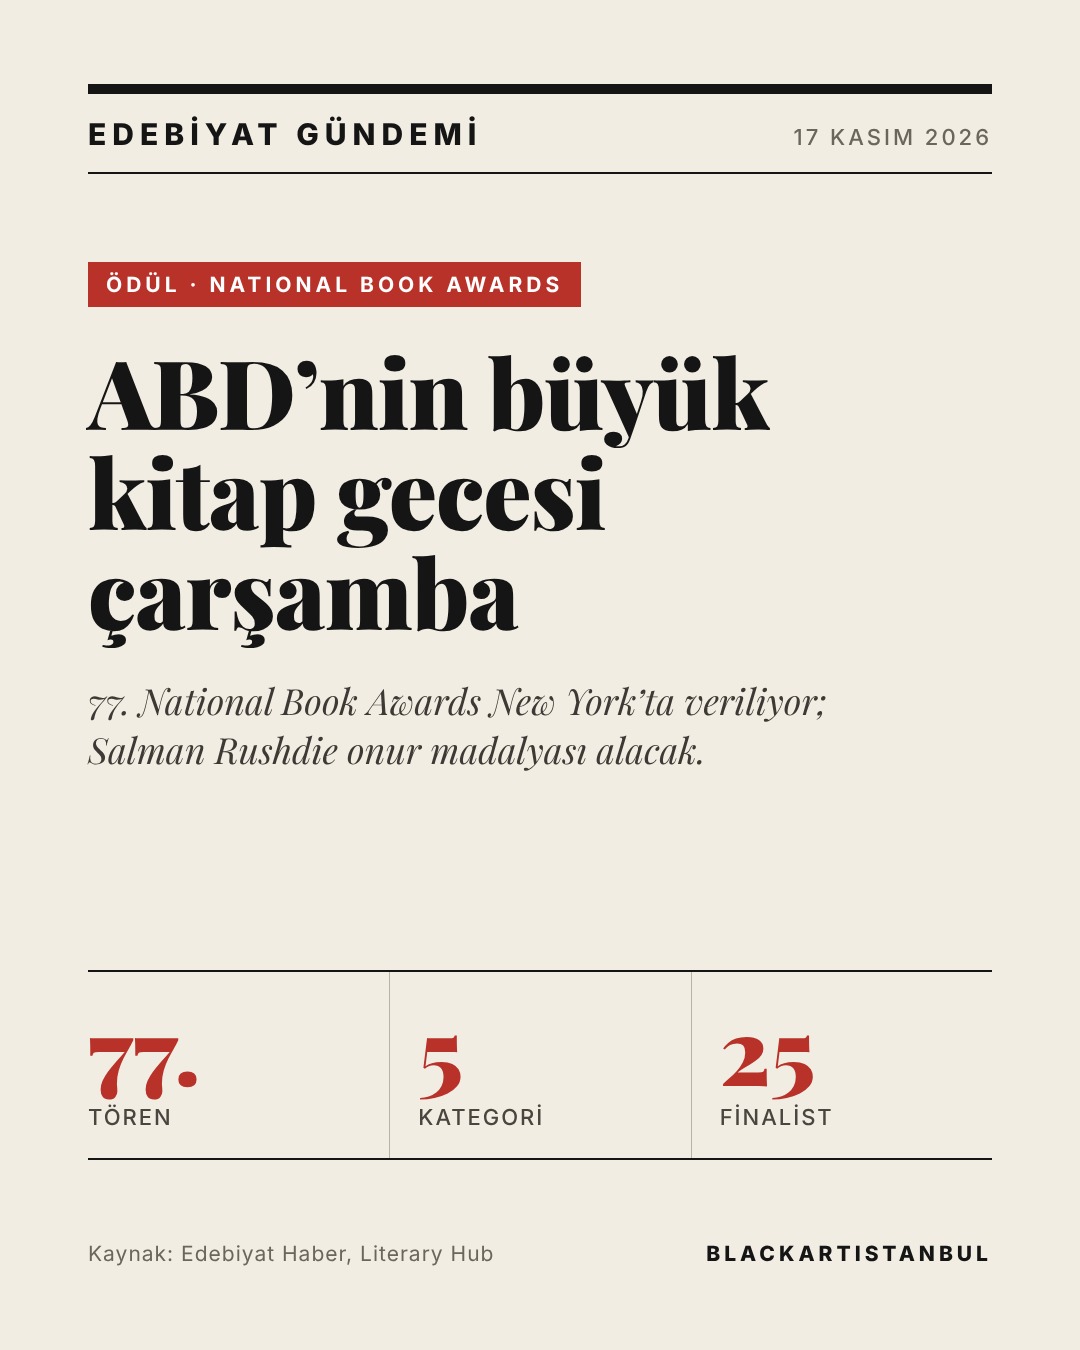 EDEBİYAT GÜNDEMİ
17 KASIM 2026
ÖDÜL · NATIONAL BOOK AWARDS
ABD’nin büyük
kitap gecesi
çarşamba
77. National Book Awards New York’ta veriliyor;
Salman Rushdie onur madalyası alacak.
77.
TÖREN
5
KATEGORİ
25
FİNALİST
Kaynak: Edebiyat Haber, Literary Hub
BLACKARTISTANBUL